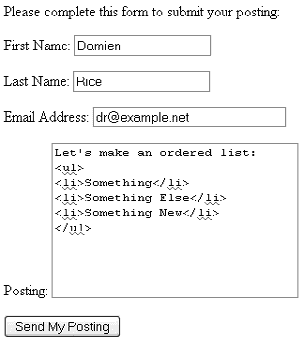 Please complete this form to submit your posting:
First Name: Domien
Last Name: Rice
Email Address: dr@example.net
Let's make an ordered list:
<ul>
<li>Something</li>
<li>Something Else</li>
<li>Something New</li>
</ul>
Posting:
Send My Posting